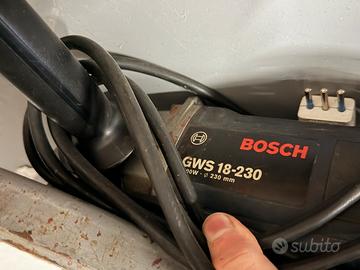 BOSCH
GWS 18-230
00W - Ø 230 mm
subito